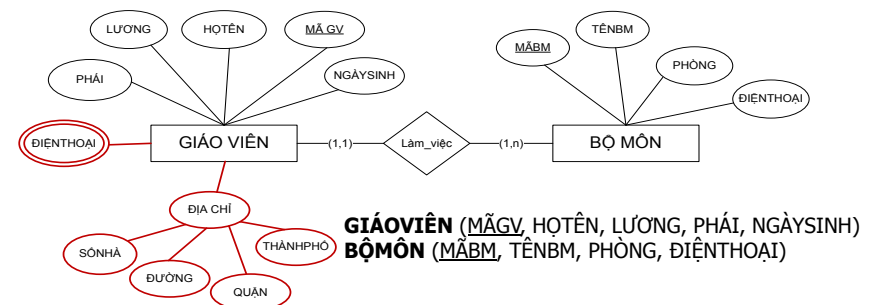 LƯƠNG
HỌTÊN
MÃ GV
PHÁI
NGÀYSINH
ĐIỆNTHOẠI
GIÁO VIÊN
(1,1)
Làm_việc
(1,n)
BỘ MÔN
MÃBM
TÊNBM
PHÒNG
ĐIỆNTHOẠI
ĐỊA CHỈ
SỐNHÀ
ĐƯỜNG
QUẬN
THÀNHPHỐ
GIÁOVIÊN (MÃGV, HỌTÊN, LƯƠNG, PHÁI, NGÀYSINH)
BỘMÔN (MÃBM, TÊNBM, PHÒNG, ĐIỆNTHOẠI)